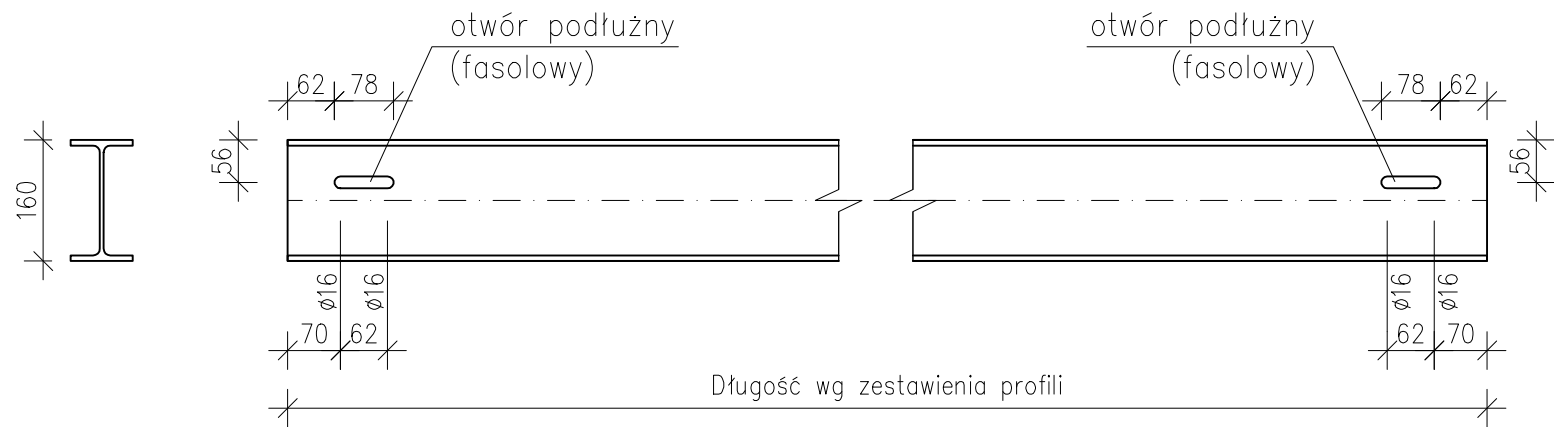 otwór podłużny
(fasolowy)
otwór podłużny
(fasolowy)
62 78
78 62
56
56
160
ø16 ø16
ø16 ø16
70 62
62 70
Długość wg zestawienia profili